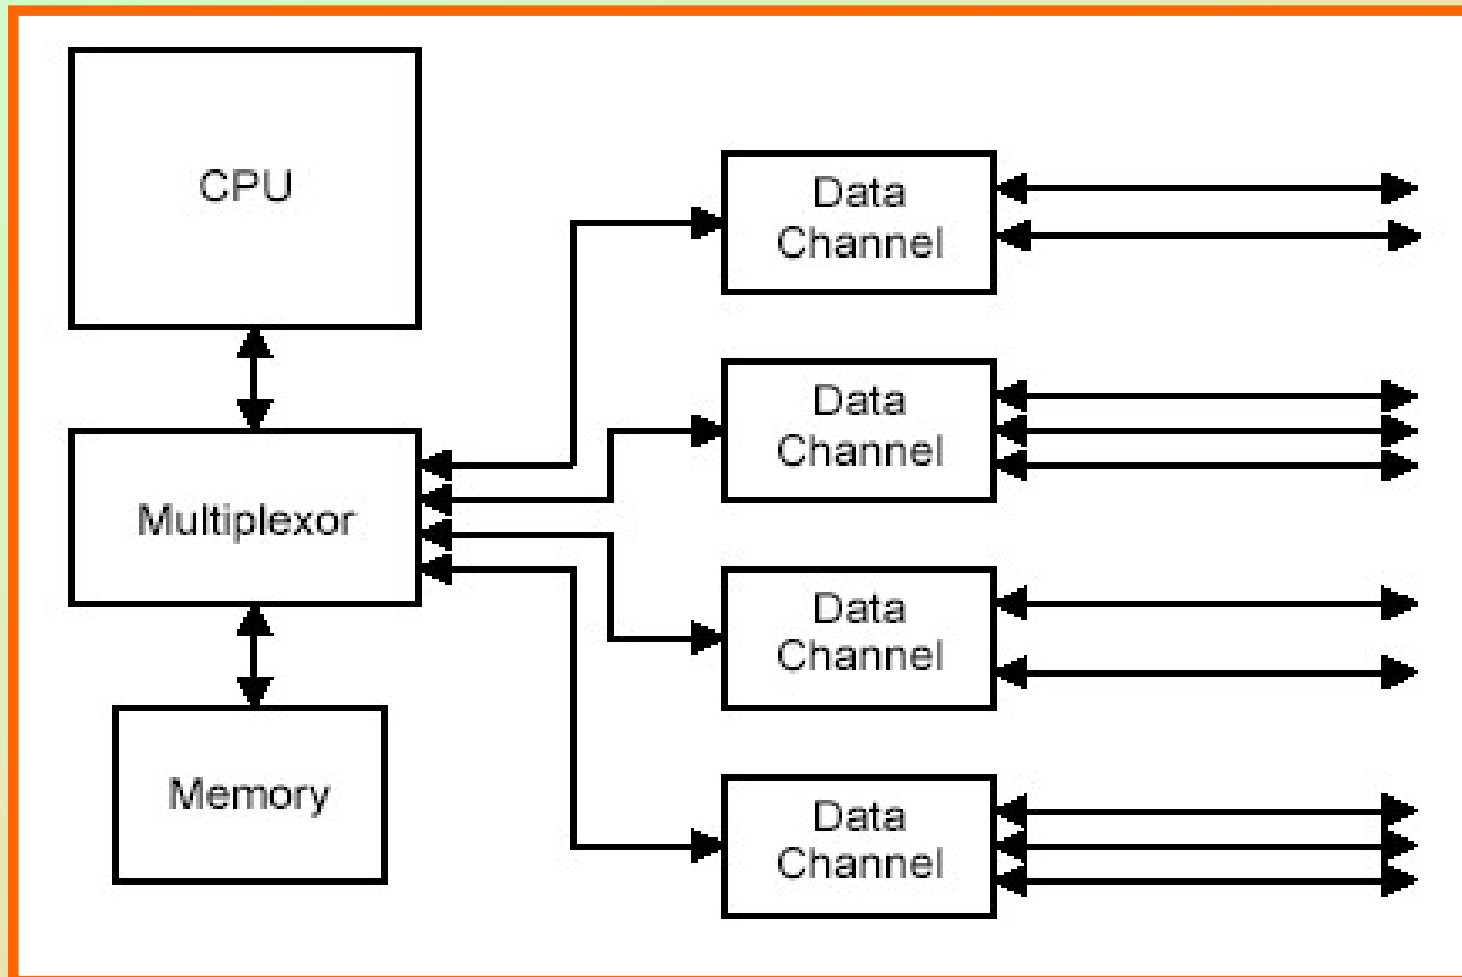 CPU
Multiplexor
Memory
Data
Channel
Data
Channel
Data
Channel
Data
Channel